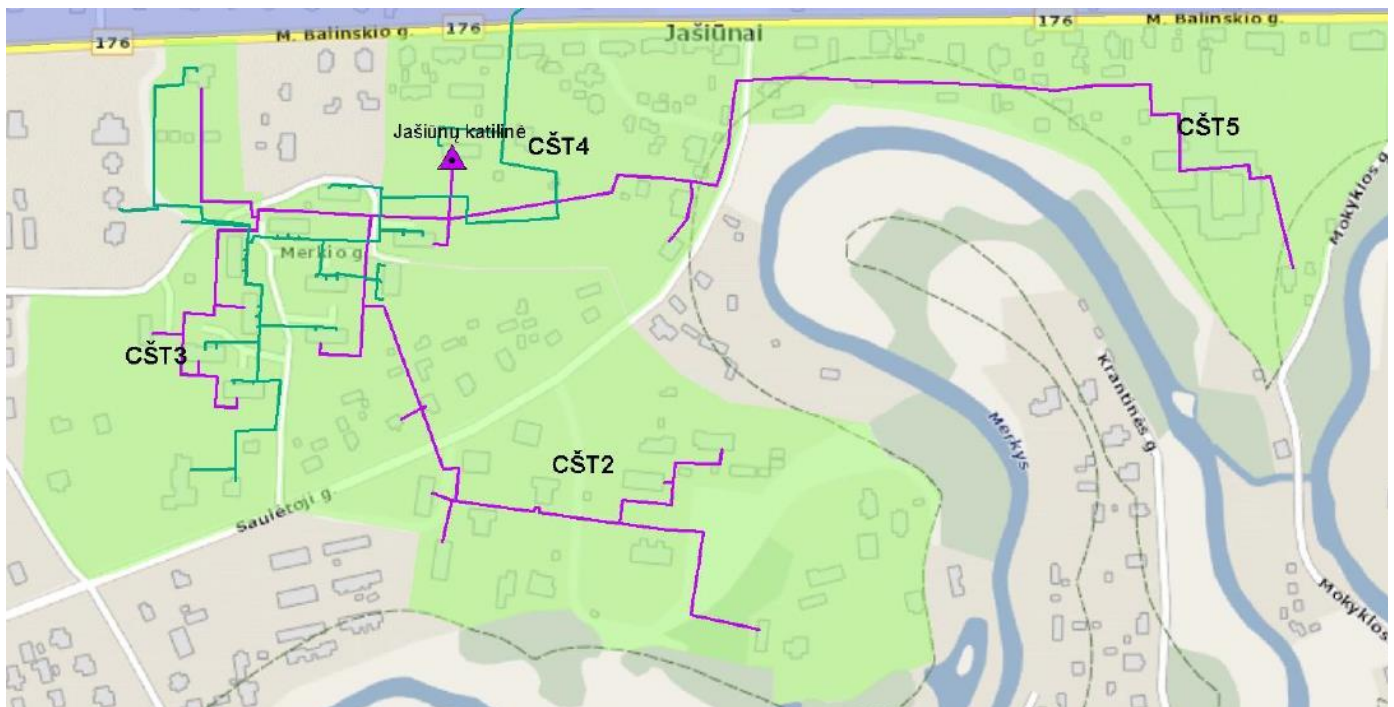 M. Balinskio g.
176
M. Balinskio g.
176
176
Jašiūnai
Jašiūnų katilinė
CŠT4
CŠT5
Mokyklos g.
Merkio g.
CŠT3
Krantinės g
Merkys
CŠT2
Saulėtoji g.
Mokyklos